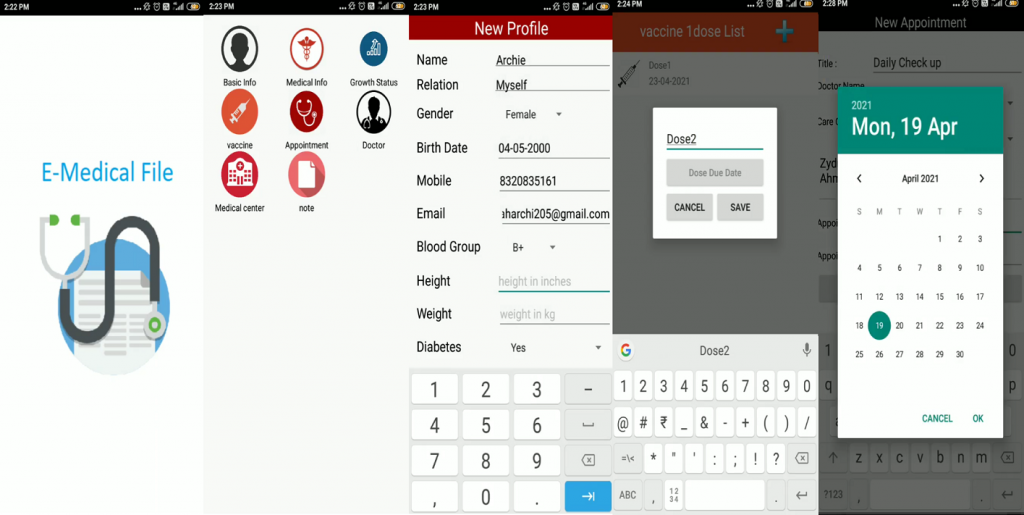 2:22 PM
E-Medical File
2:23 PM
Basic Info
Medical Info
Growth Status
vaccine
Appointment
Doctor
Medical center
note
2:23 PM
New Profile
Name Archie
Relation Myself
Gender Female
Birth Date 04-05-2000
Mobile 8320835161
Email harchi205@gmail.com
Blood Group B+
Height height in inches
Weight weight in kg
Diabetes Yes
1 2 3 –
4 5 6
7 8 9
, 0 .
2:24 PM
vaccine 1dose List
Dose1
23-04-2021
Dose2
Dose Due Date
CANCEL SAVE
G Dose2
1 2 3 4 5 6 7 8 9 0
@ # ₹ _ & - + ( ) /
=\< * " ' : ; ! ?
ABC , 12 34 .
2:28 PM
New Appointment
Title : Daily Check up
Doctor Name
Care
Zyd
Ahm
Appoi
Appoi
2021
Mon, 19 Apr
April 2021
S M T W T F S
1 2 3
4 5 6 7 8 9 10
11 12 13 14 15 16 17
18 19 20 21 22 23 24
25 26 27 28 29 30
CANCEL OK
1 0
q p
z x c v b n m
?123 , .